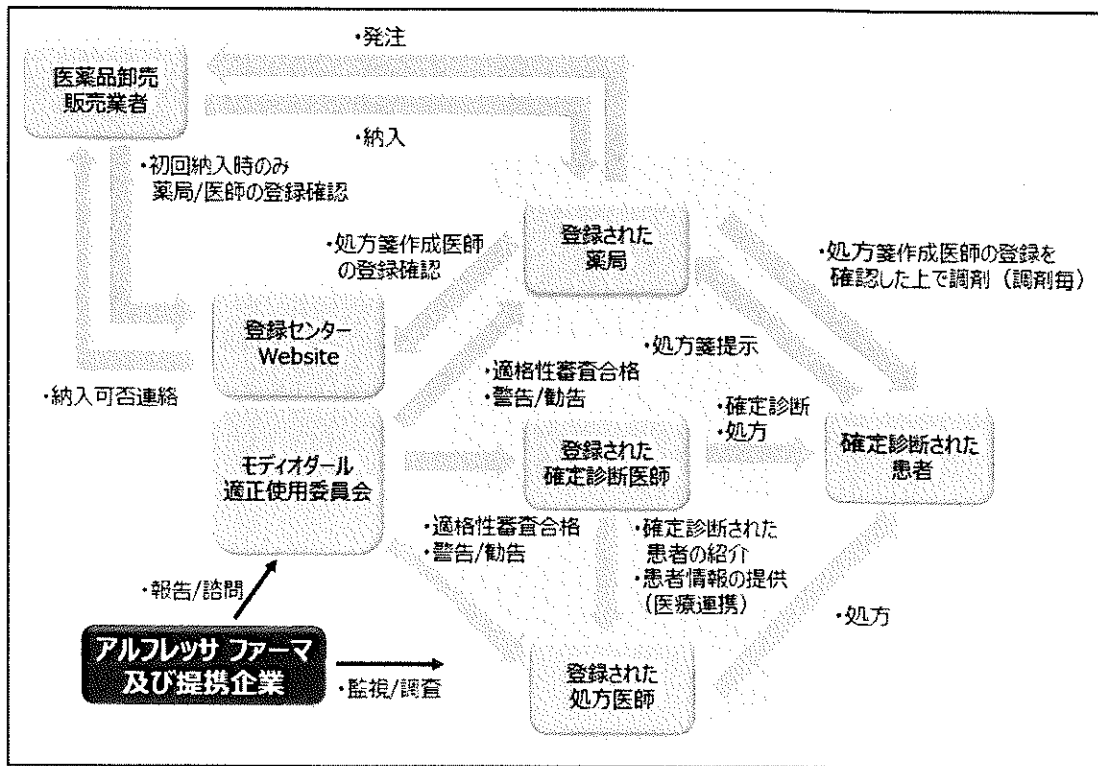 ・発注
医薬品卸売
販売業者
・納入
・初回納入時のみ
薬局/医師の登録確認
・処方箋作成医師
の登録確認
登録された
薬局
・処方箋作成医師の登録を
確認した上で調剤（調剤毎）
登録センター
Website
・処方箋提示
・納入可否連絡
・適格性審査合格
・警告/勧告
・確定診断
・処方
モディオダール
適正使用委員会
登録された
確定診断医師
確定診断された
患者
・適格性審査合格
・警告/勧告
・確定診断された
患者の紹介
・患者情報の提供
（医療連携）
・報告/諮問
・処方
アルフレッサ ファーマ
及び提携企業
・監視/調査
登録された
処方医師